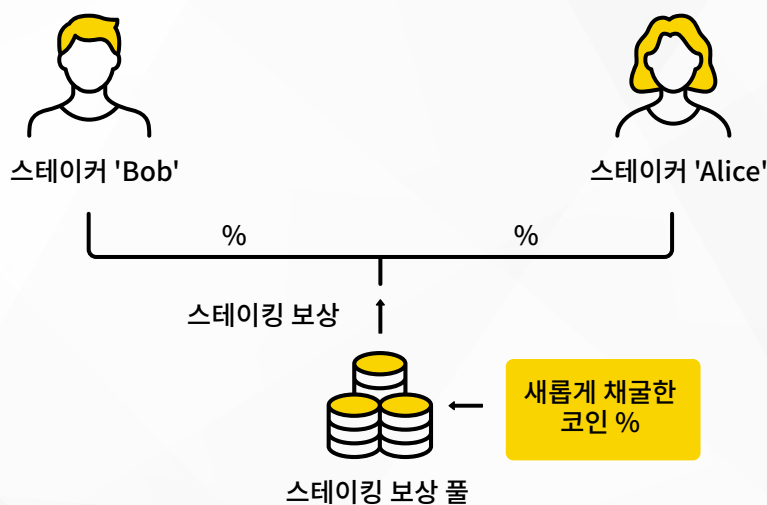 스테이커 'Bob'
스테이커 'Alice'
%
%
스테이킹 보상
새롭게 채굴한
코인 %
스테이킹 보상 풀